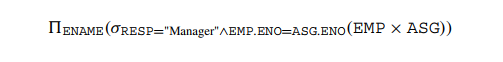 Π_ENAME(σ_RESP="Manager"∧EMP.ENO=ASG.ENO(EMP × ASG))